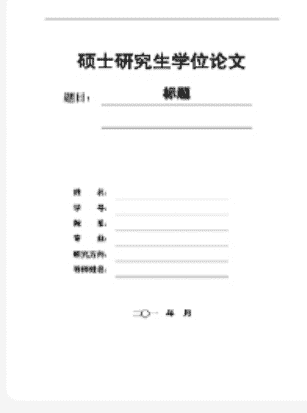 硕士研究生学位论文
题目： 标题
姓 名：
学 号：
院 系：
专 业：
研究方向：
导师姓名：
二〇一 年 月